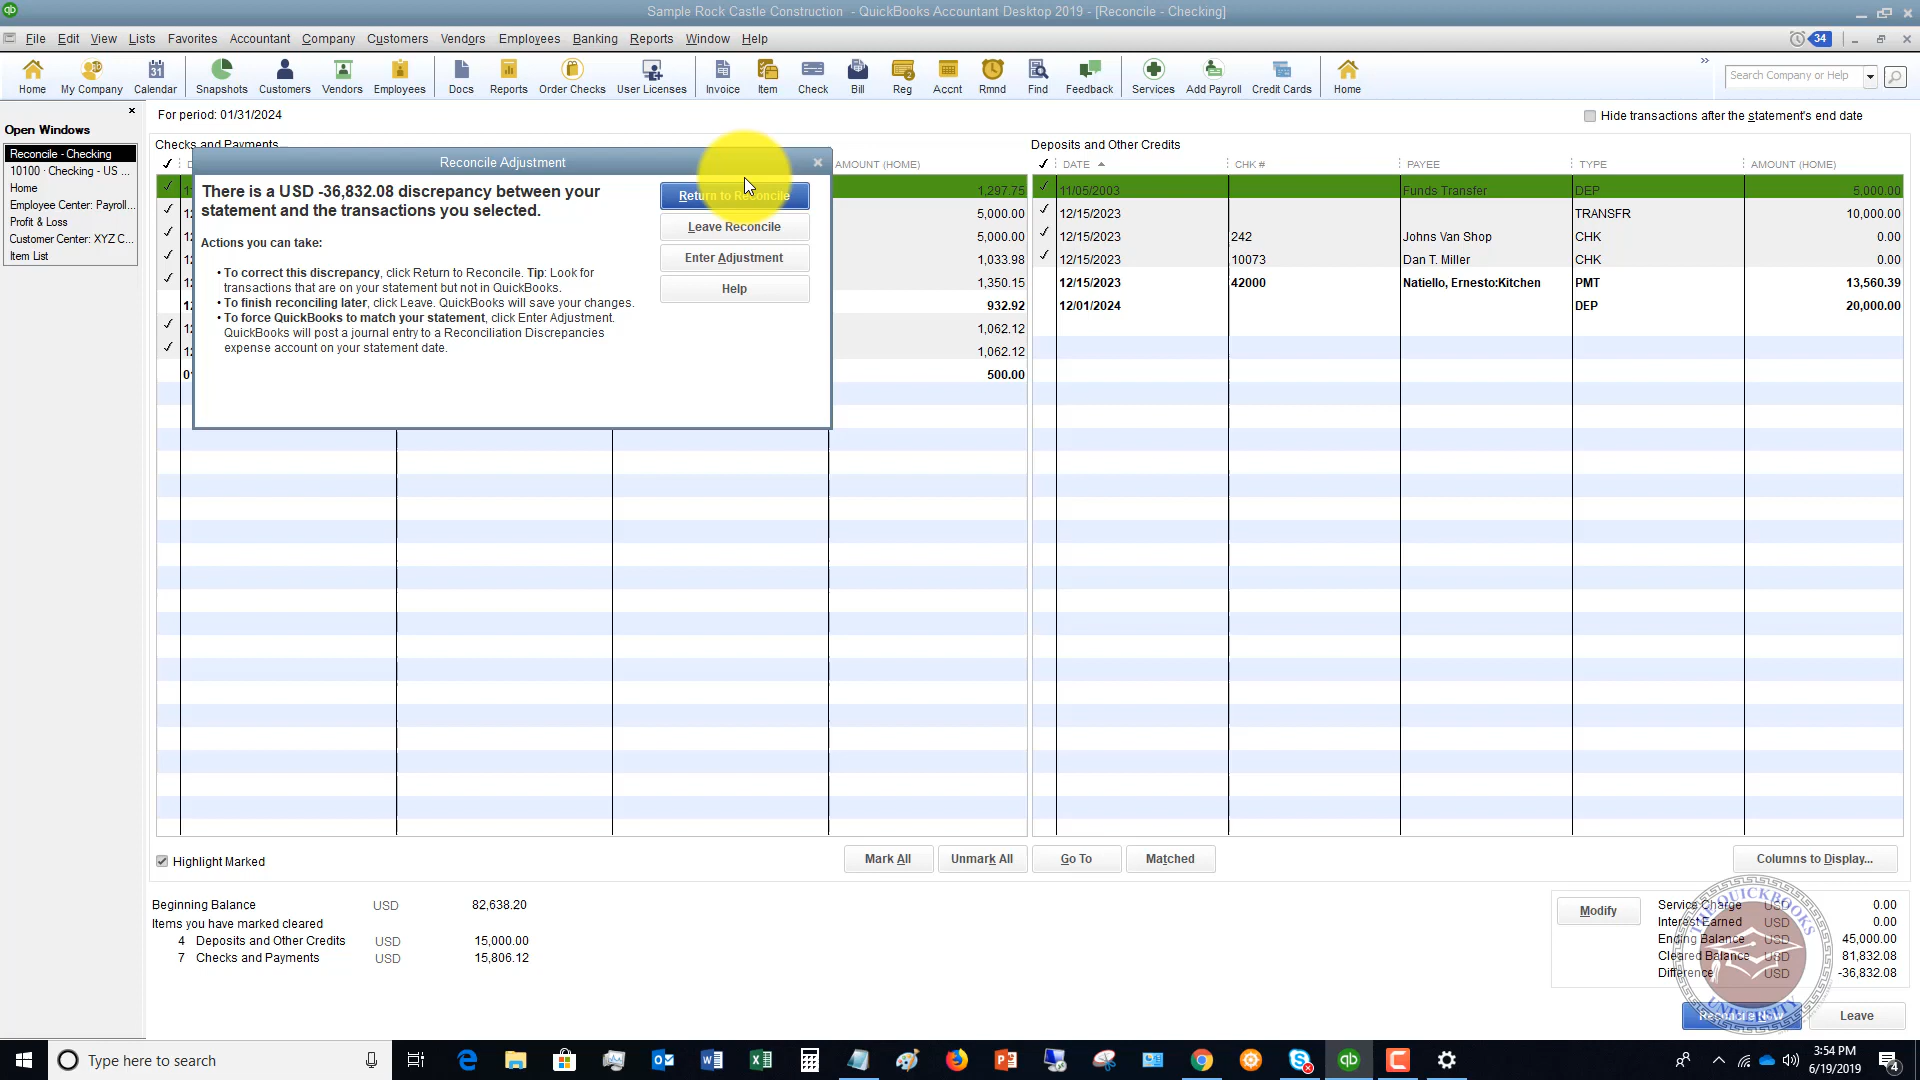 Sample Rock Castle Construction - QuickBooks Accountant Desktop 2019 - [Reconcile - Checking]
File Edit View Lists Favorites Accountant Company Customers Vendors Employees Banking Reports Window Help
34
Home My Company Calendar Snapshots Customers Vendors Employees Docs Reports Order Checks User Licenses Invoice Item Check Bill Reg Accnt Rmnd Find Feedback Services Add Payroll Credit Cards Home
Search Company or Help
Open Windows
Reconcile - Checking
10100 · Checking - US ...
Home
Employee Center: Payroll...
Profit & Loss
Customer Center: XYZ C...
Item List
For period: 01/31/2024
Hide transactions after the statement's end date
Checks and Payments
AMOUNT (HOME)
1,297.75
5,000.00
5,000.00
1,033.98
1,350.15
932.92
1,062.12
1,062.12
500.00
Reconcile Adjustment
There is a USD -36,832.08 discrepancy between your
statement and the transactions you selected.
Actions you can take:
• To correct this discrepancy, click Return to Reconcile. Tip: Look for
transactions that are on your statement but not in QuickBooks.
• To finish reconciling later, click Leave. QuickBooks will save your changes.
• To force QuickBooks to match your statement, click Enter Adjustment.
QuickBooks will post a journal entry to a Reconciliation Discrepancies
expense account on your statement date.
Return to Reconcile
Leave Reconcile
Enter Adjustment
Help
Deposits and Other Credits
DATE CHK # PAYEE TYPE AMOUNT (HOME)
11/05/2003 Funds Transfer DEP 5,000.00
12/15/2023 TRANSFR 10,000.00
12/15/2023 242 Johns Van Shop CHK 0.00
12/15/2023 10073 Dan T. Miller CHK 0.00
12/15/2023 42000 Natiello, Ernesto:Kitchen PMT 13,560.39
12/01/2024 DEP 20,000.00
Highlight Marked
Mark All Unmark All Go To Matched Columns to Display...
Beginning Balance USD 82,638.20
Items you have marked cleared
4 Deposits and Other Credits USD 15,000.00
7 Checks and Payments USD 15,806.12
Modify
Service Charge USD 0.00
Interest Earned USD 0.00
Ending Balance USD 45,000.00
Cleared Balance USD 81,832.08
Difference USD -36,832.08
Reconcile Now Leave
THE QUICKBOOKS UNIVERSITY
Type here to search
3:54 PM
6/19/2019
4